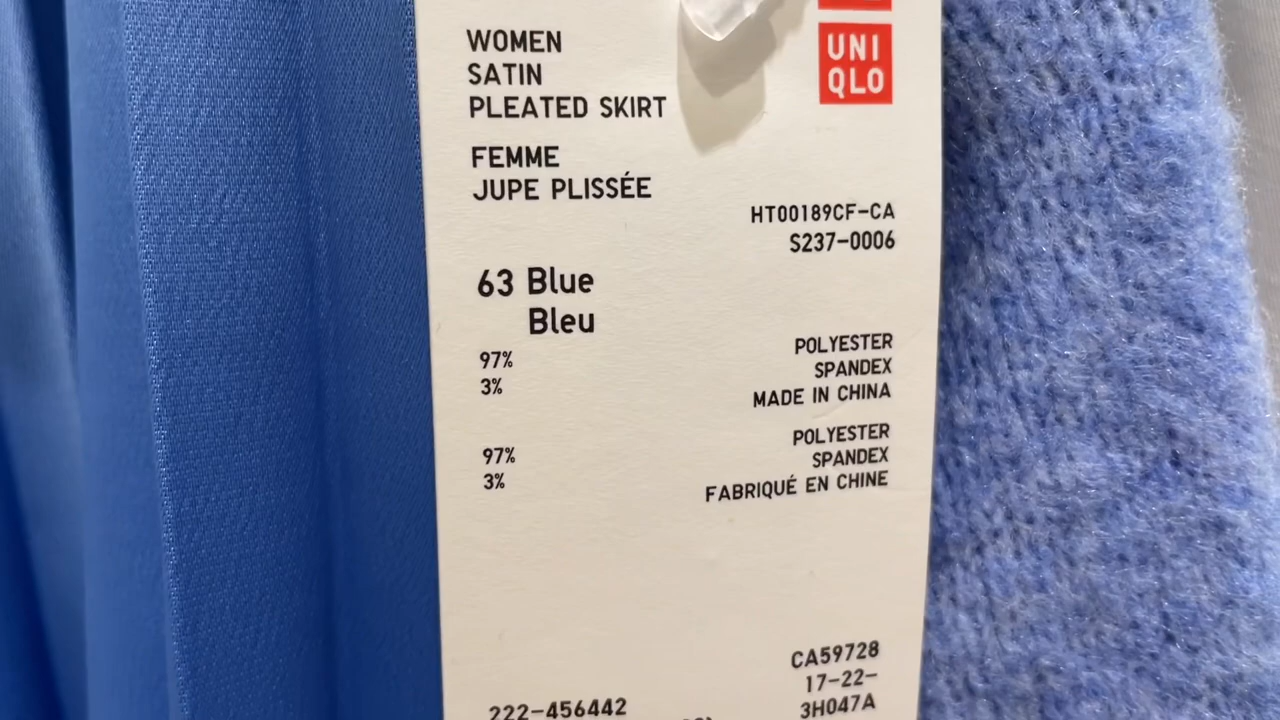 WOMEN
SATIN
PLEATED SKIRT
UNI
QLO
FEMME
JUPE PLISSÉE
HT00189CF-CA
S237-0006
63 Blue
Bleu
97% POLYESTER
3% SPANDEX
MADE IN CHINA
97% POLYESTER
3% SPANDEX
FABRIQUÉ EN CHINE
CA59728
17-22-
3H047A
222-456442